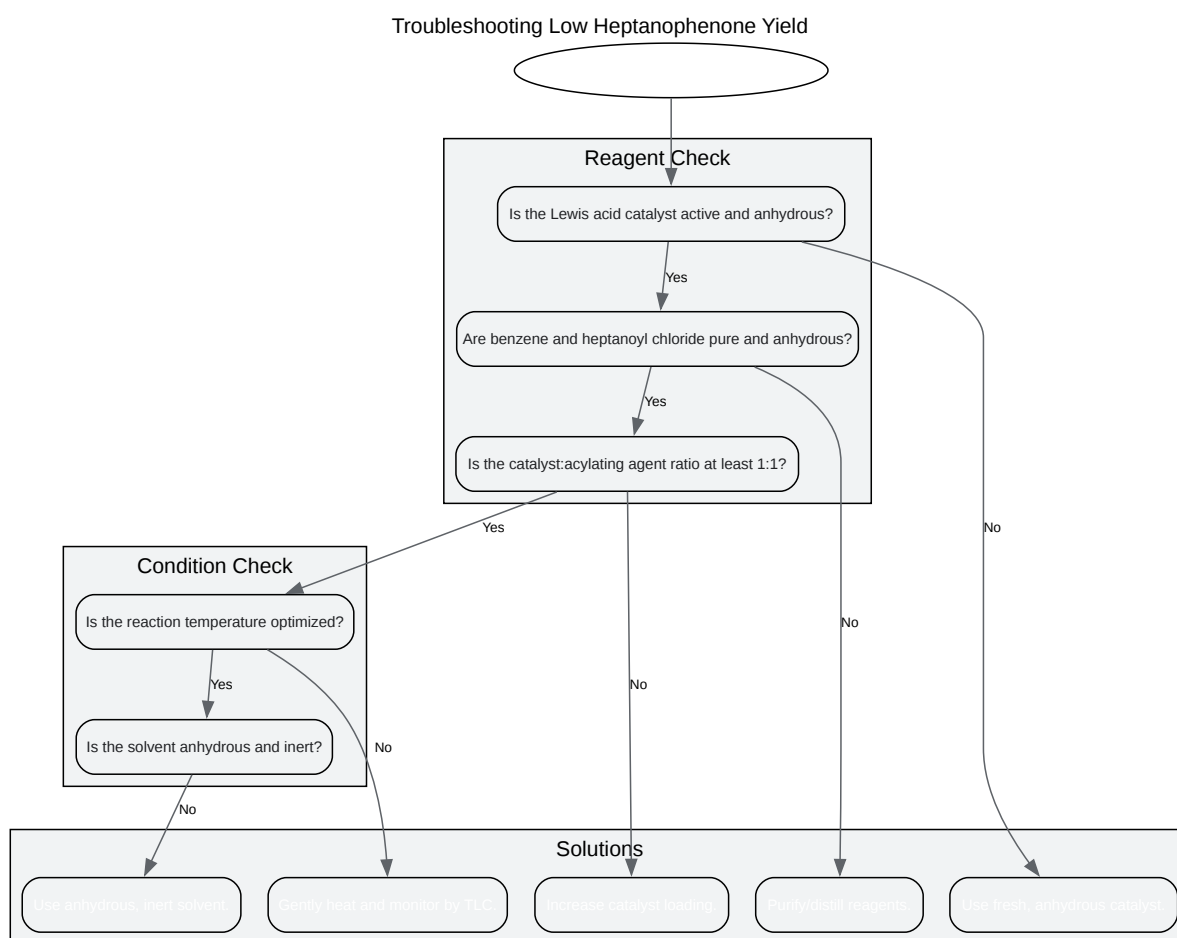 Troubleshooting Low Heptanophenone Yield
Reagent Check
Is the Lewis acid catalyst active and anhydrous?
Yes
Are benzene and heptanoyl chloride pure and anhydrous?
Yes
Is the catalyst:acylating agent ratio at least 1:1?
Yes
No
Condition Check
Is the reaction temperature optimized?
No
Yes
No
Is the solvent anhydrous and inert?
No
No
Solutions
Use anhydrous, inert solvent.
Gently heat and monitor by TLC.
Increase catalyst loading.
Purify/distill reagents.
Use fresh, anhydrous catalyst.